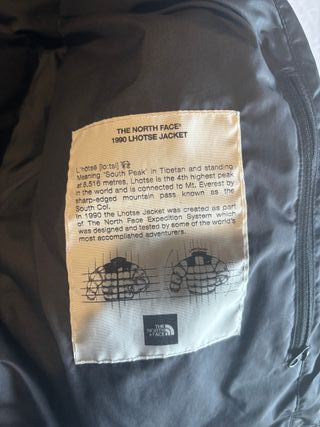 THE NORTH FACE®
1990 LHOTSE JACKET
L'hotse [lo:tsi]
Meaning "South Peak" in Tibetan and standing
at 8,516 metres, Lhotse is the 4th highest peak
in the world and is connected to Mt. Everest by
sharp-edged mountain pass known as the
South Col.
In 1990 the Lhotse Jacket was created as part
of The North Face Expedition System which
was designed and tested by some of the world's
most accomplished adventurers.
THE
NORTH
FACE